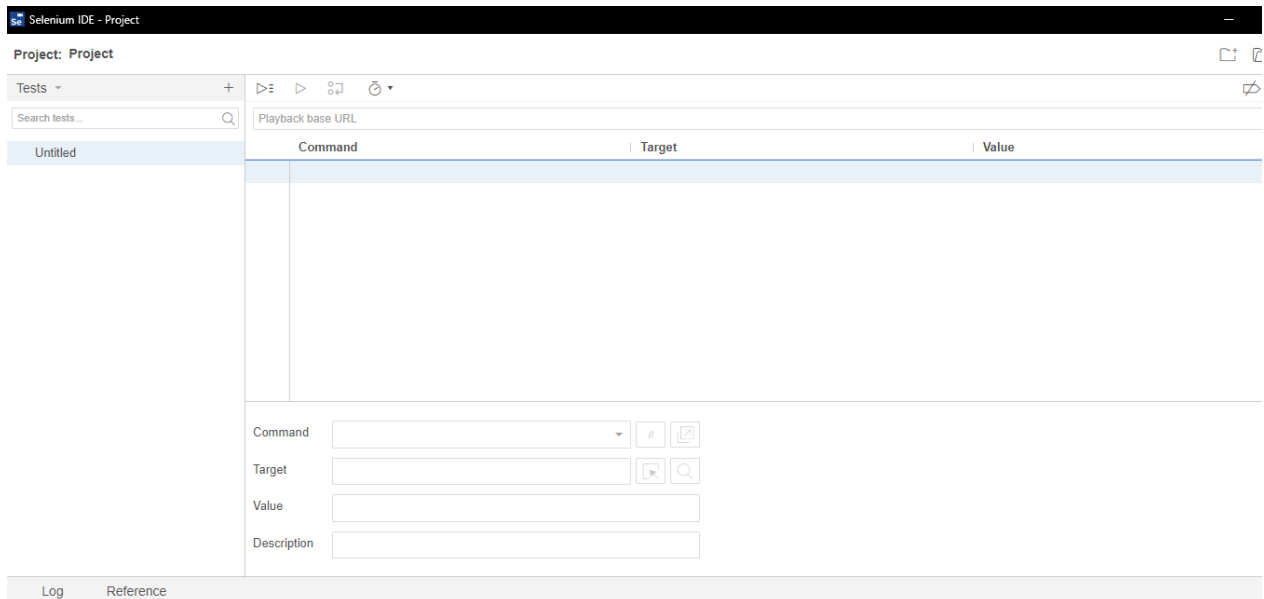 Se Selenium IDE - Project
Project: Project
Tests
Search tests...
Untitled
Playback base URL
Command Target Value
Command
//
Target
Value
Description
Log Reference